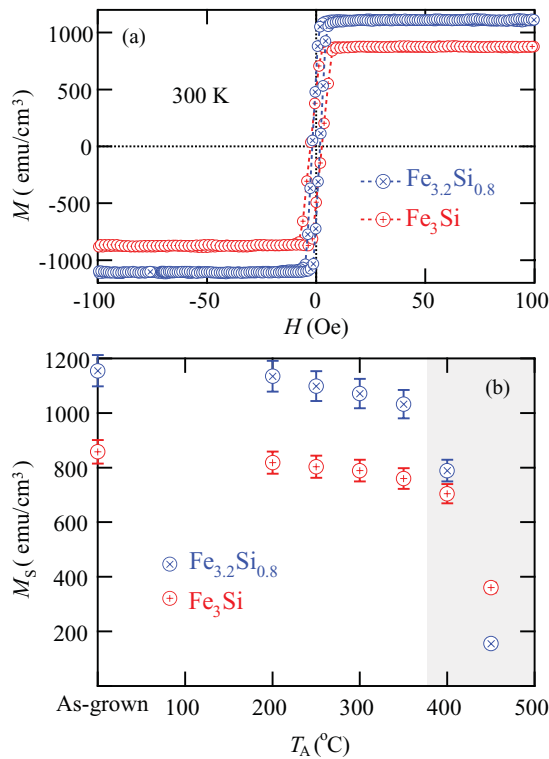 1000
500
0
-500
-1000
M ( emu/cm³ )
(a)
300 K
Fe₃.₂Si₀.₈
Fe₃Si
-100 -50 0 50 100
H (Oe)
1200
1000
800
600
400
200
Mₛ ( emu/cm³ )
(b)
Fe₃.₂Si₀.₈
Fe₃Si
As-grown 100 200 300 400 500
T_A (°C)